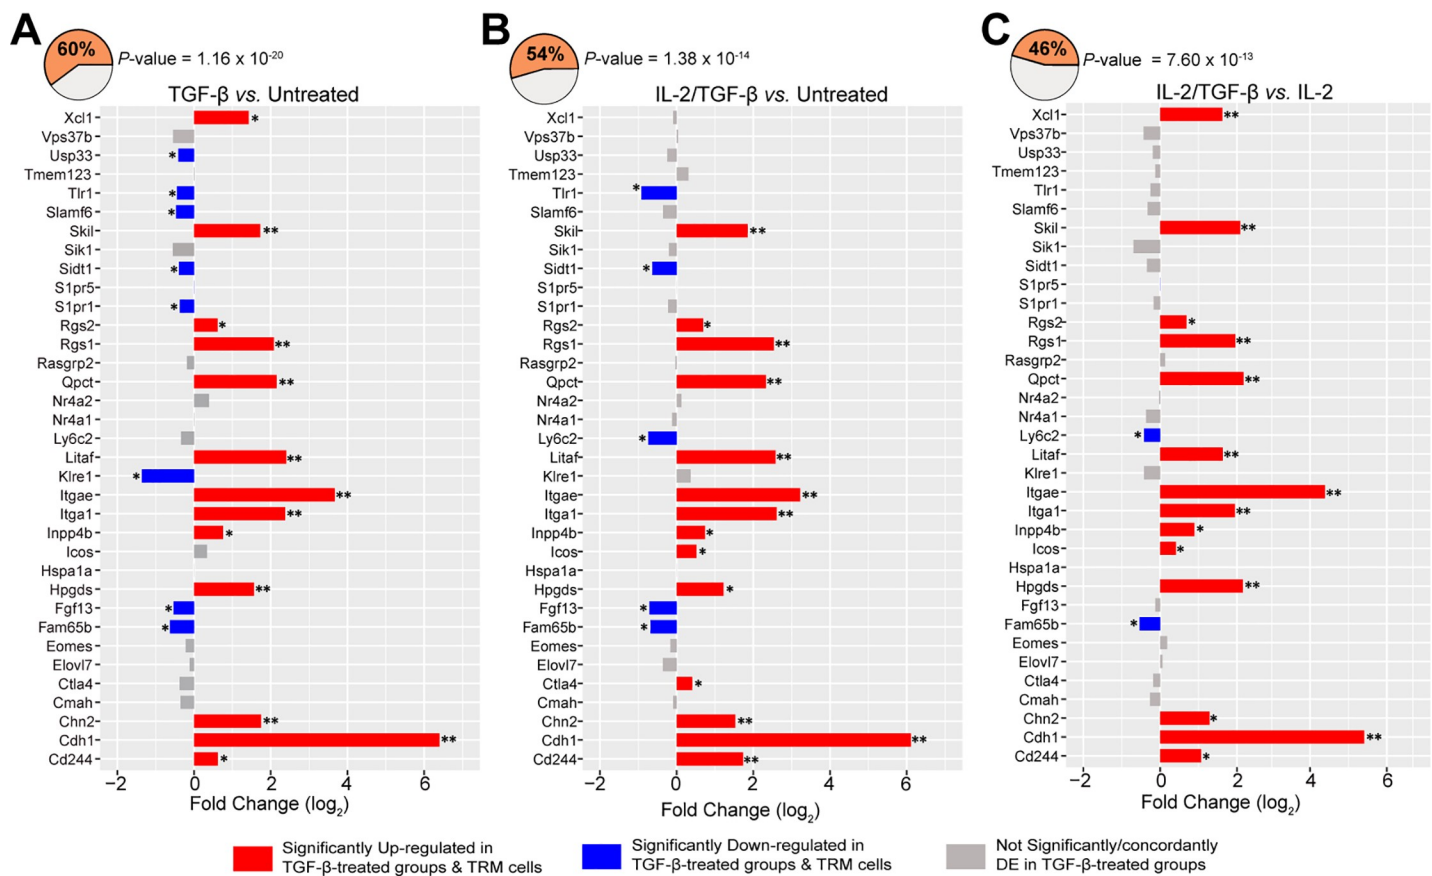 A
60%
P-value = 1.16 x 10-20
TGF-β vs. Untreated
Xcl1
*
Vps37b
Usp33
*
Tmem123
Tlr1
*
Slamf6
*
Skil
**
Sik1
Sidt1
*
S1pr5
S1pr1
*
Rgs2
*
Rgs1
**
Rasgrp2
Qpct
**
Nr4a2
Nr4a1
Ly6c2
Litaf
**
Klre1
*
Itgae
**
Itga1
**
Inpp4b
*
Icos
Hspa1a
Hpgds
**
Fgf13
*
Fam65b
*
Eomes
Elovl7
Ctla4
Cmah
Chn2
**
Cdh1
**
Cd244
*
−2 0 2 4 6
Fold Change (log2)
B
54%
P-value = 1.38 x 10-14
IL-2/TGF-β vs. Untreated
Xcl1
Vps37b
Usp33
Tmem123
Tlr1
*
Slamf6
Skil
**
Sik1
Sidt1
*
S1pr5
S1pr1
Rgs2
*
Rgs1
**
Rasgrp2
Qpct
**
Nr4a2
Nr4a1
Ly6c2
*
Litaf
**
Klre1
Itgae
**
Itga1
**
Inpp4b
*
Icos
*
Hspa1a
Hpgds
*
Fgf13
*
Fam65b
*
Eomes
Elovl7
Ctla4
*
Cmah
Chn2
**
Cdh1
**
Cd244
**
−2 0 2 4 6
Fold Change (log2)
C
46%
P-value = 7.60 x 10-13
IL-2/TGF-β vs. IL-2
Xcl1
**
Vps37b
Usp33
Tmem123
Tlr1
Slamf6
Skil
**
Sik1
Sidt1
S1pr5
S1pr1
Rgs2
*
Rgs1
**
Rasgrp2
Qpct
**
Nr4a2
Nr4a1
Ly6c2
*
Litaf
**
Klre1
Itgae
**
Itga1
**
Inpp4b
*
Icos
*
Hspa1a
Hpgds
**
Fgf13
Fam65b
*
Eomes
Elovl7
Ctla4
Cmah
Chn2
*
Cdh1
**
Cd244
*
−2 0 2 4 6
Fold Change (log2)
Significantly Up-regulated in
TGF-β-treated groups & TRM cells
Significantly Down-regulated in
TGF-β-treated groups & TRM cells
Not Significantly/concordantly
DE in TGF-β-treated groups